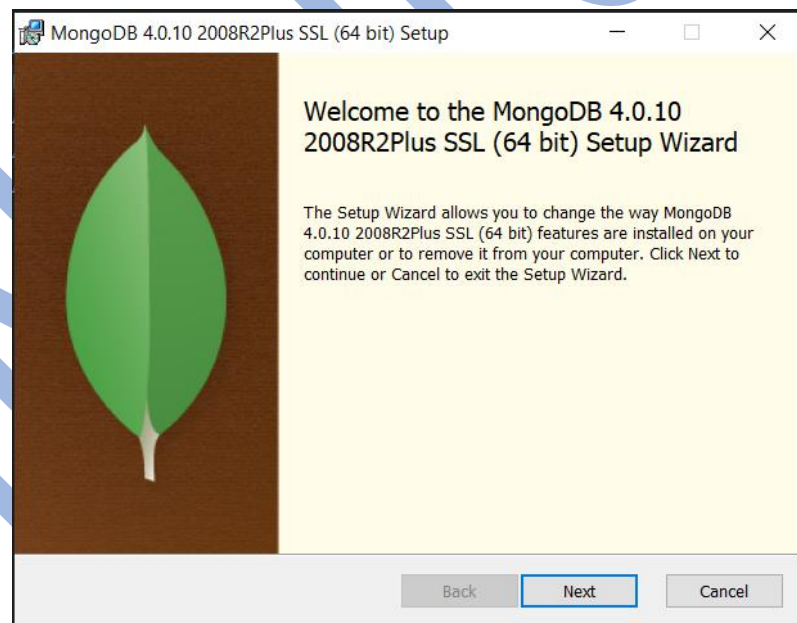 MongoDB 4.0.10 2008R2Plus SSL (64 bit) Setup
Welcome to the MongoDB 4.0.10
2008R2Plus SSL (64 bit) Setup Wizard
The Setup Wizard allows you to change the way MongoDB
4.0.10 2008R2Plus SSL (64 bit) features are installed on your
computer or to remove it from your computer. Click Next to
continue or Cancel to exit the Setup Wizard.
Back
Next
Cancel